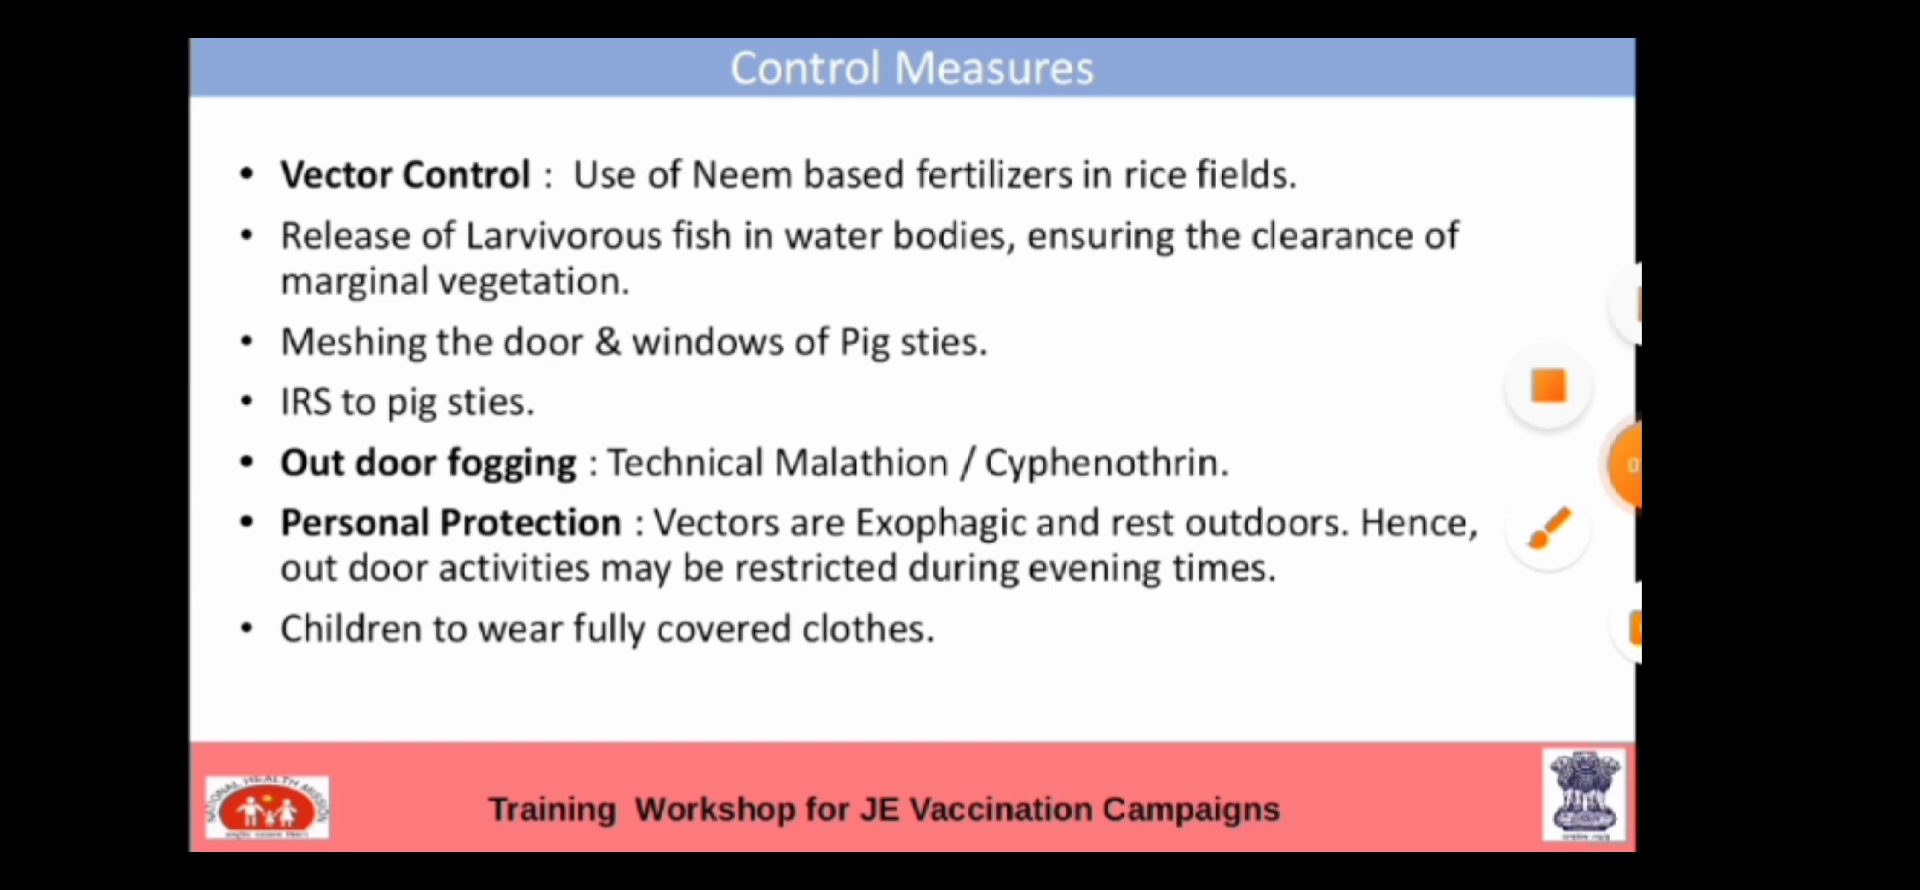 Control Measures
• Vector Control : Use of Neem based fertilizers in rice fields.
• Release of Larvivorous fish in water bodies, ensuring the clearance of
marginal vegetation.
• Meshing the door & windows of Pig sties.
• IRS to pig sties.
• Out door fogging : Technical Malathion / Cyphenothrin.
• Personal Protection : Vectors are Exophagic and rest outdoors. Hence,
out door activities may be restricted during evening times.
• Children to wear fully covered clothes.
NATIONAL HEALTH MISSION
Training Workshop for JE Vaccination Campaigns